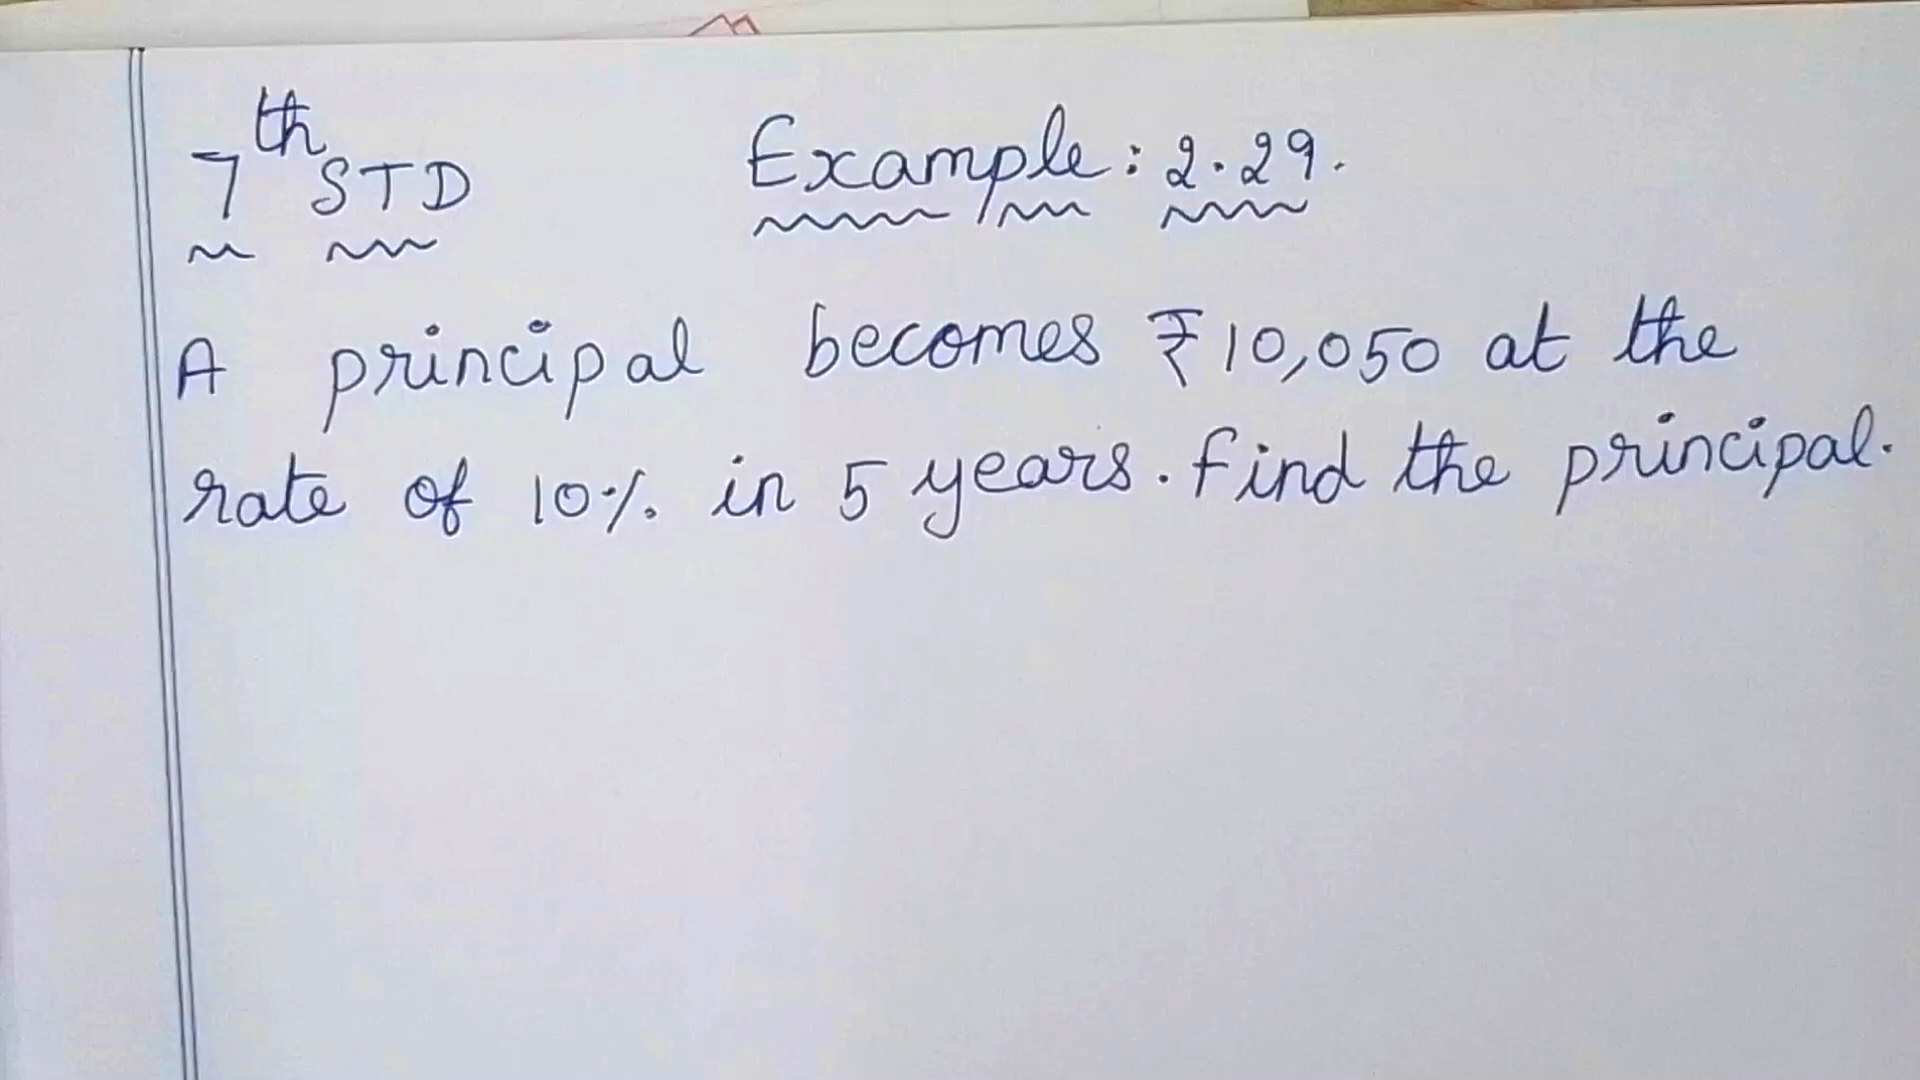 7th STD Example: 2.29.
A principal becomes ₹10,050 at the
rate of 10% in 5 years. find the principal.